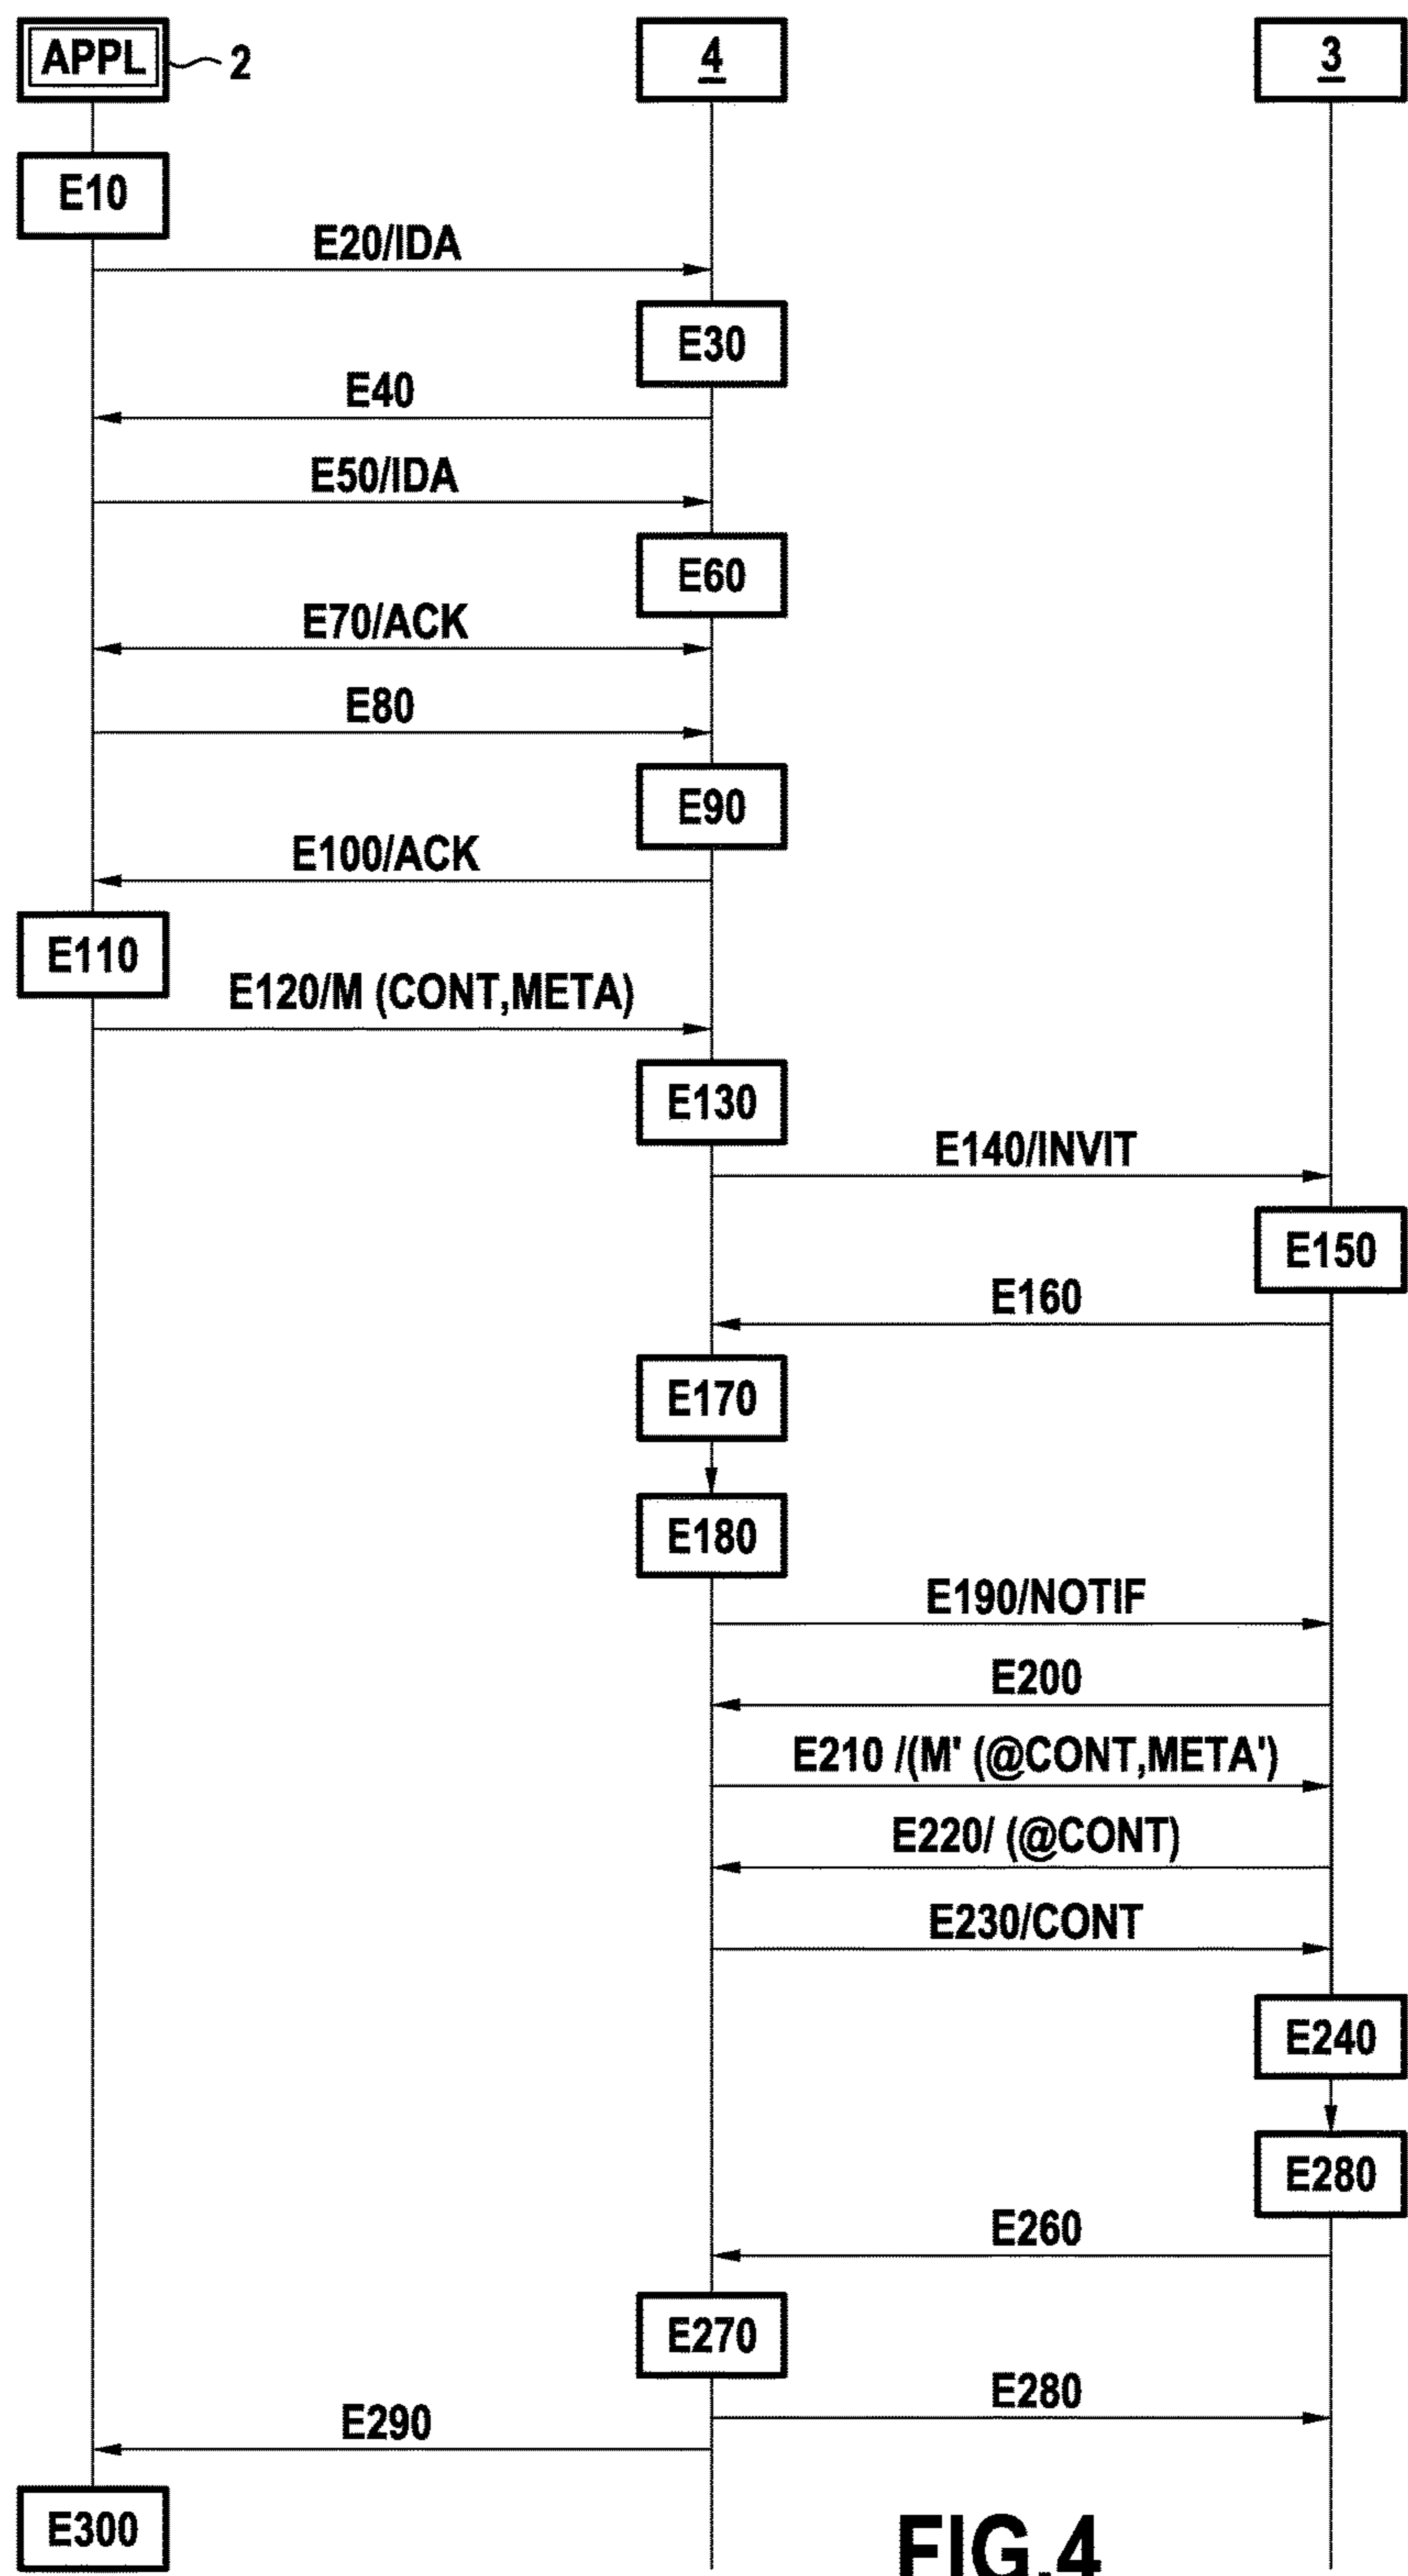 APPL 2 4 3
E10
E20/IDA
E30
E40
E50/IDA
E60
E70/ACK
E80
E90
E100/ACK
E110
E120/M (CONT,META)
E130
E140/INVIT
E150
E160
E170
E180
E190/NOTIF
E200
E210 /(M' (@CONT,META')
E220/ (@CONT)
E230/CONT
E240
E280
E260
E270
E280
E290
E300
FIG.4